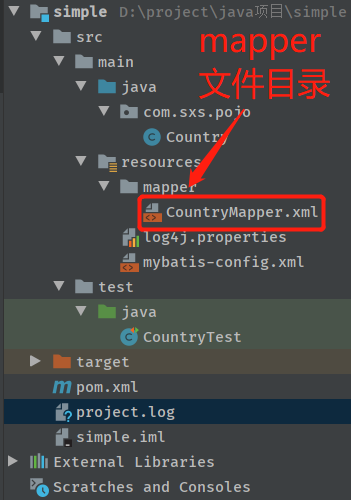 simple D:\project\java项目\simple
src
main
java
com.sxs.pojo
Country
resources
mapper
CountryMapper.xml
log4j.properties
mybatis-config.xml
test
java
CountryTest
target
pom.xml
project.log
simple.iml
External Libraries
Scratches and Consoles
mapper
文件目录